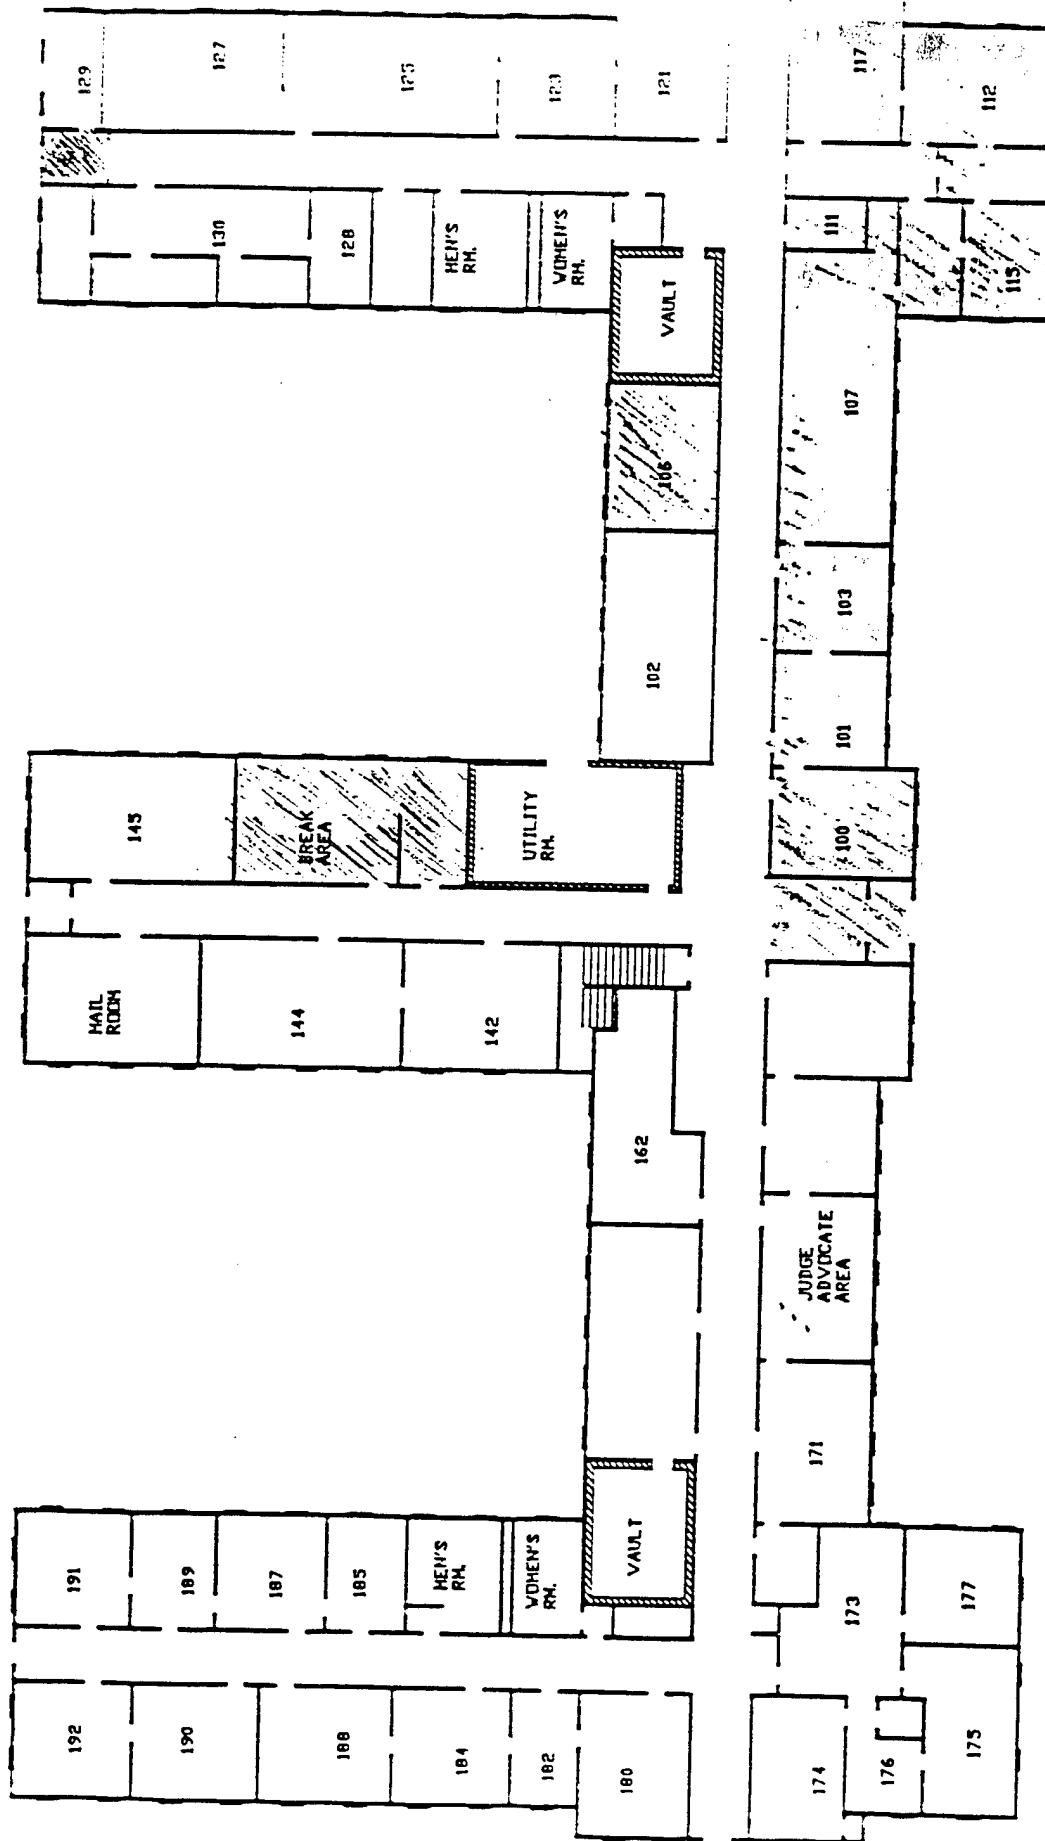 129
127
125
123
121
117
112
130
128
MEN'S
RM.
WOMEN'S
RM.
VAULT
111
115
106
107
103
102
101
145
BREAK
AREA
UTILITY
RM.
100
MAIL
ROOM
144
142
162
JUDGE
ADVOCATE
AREA
171
191
189
187
185
MEN'S
RM.
WOMEN'S
RM.
VAULT
173
177
192
190
188
184
182
180
174
176
175